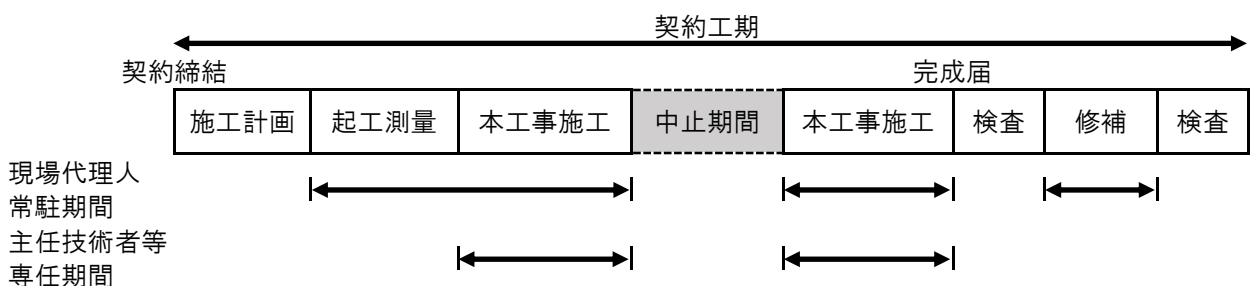 契約工期
契約締結
完成届
施工計画 起工測量 本工事施工 中止期間 本工事施工 検査 修補 検査
現場代理人
常駐期間
主任技術者等
専任期間